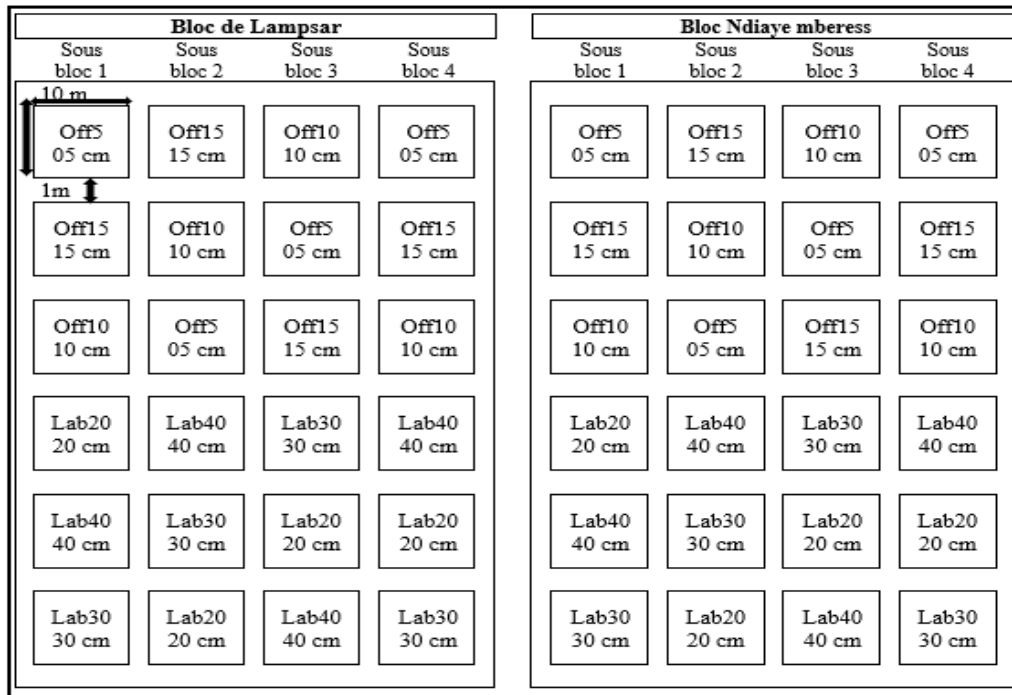 Bloc de Lampsar
Sous bloc 1 Sous bloc 2 Sous bloc 3 Sous bloc 4
10 m
Off5 Off15 Off10 Off5
05 cm 15 cm 10 cm 05 cm
1m
Off15 Off10 Off5 Off15
15 cm 10 cm 05 cm 15 cm
Off10 Off5 Off15 Off10
10 cm 05 cm 15 cm 10 cm
Lab20 Lab40 Lab30 Lab40
20 cm 40 cm 30 cm 40 cm
Lab40 Lab30 Lab20 Lab20
40 cm 30 cm 20 cm 20 cm
Lab30 Lab20 Lab40 Lab30
30 cm 20 cm 40 cm 30 cm
Bloc Ndiaye mberess
Sous bloc 1 Sous bloc 2 Sous bloc 3 Sous bloc 4
Off5 Off15 Off10 Off5
05 cm 15 cm 10 cm 05 cm
Off15 Off10 Off5 Off15
15 cm 10 cm 05 cm 15 cm
Off10 Off5 Off15 Off10
10 cm 05 cm 15 cm 10 cm
Lab20 Lab40 Lab30 Lab40
20 cm 40 cm 30 cm 40 cm
Lab40 Lab30 Lab20 Lab20
40 cm 30 cm 20 cm 20 cm
Lab30 Lab20 Lab40 Lab30
30 cm 20 cm 40 cm 30 cm